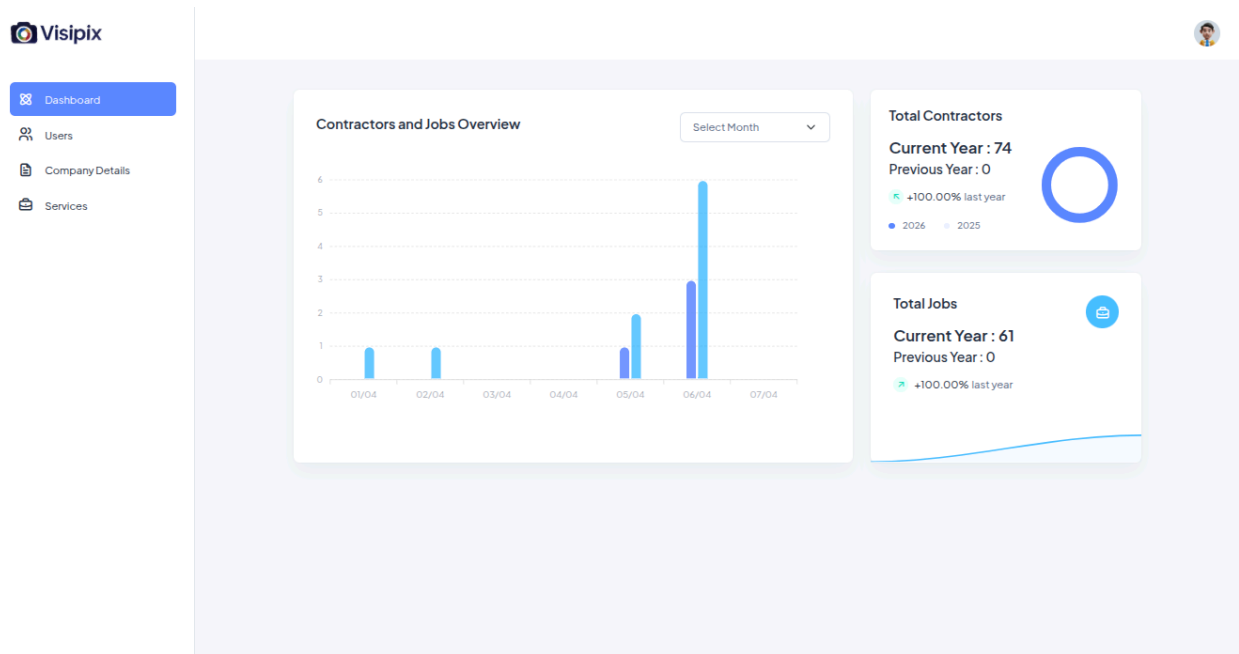 Visipix
Dashboard
Users
Company Details
Services
Contractors and Jobs Overview
Select Month
6
5
4
3
2
1
0
01/04 02/04 03/04 04/04 05/04 06/04 07/04
Total Contractors
Current Year : 74
Previous Year : 0
+100.00% last year
2026 2025
Total Jobs
Current Year : 61
Previous Year : 0
+100.00% last year